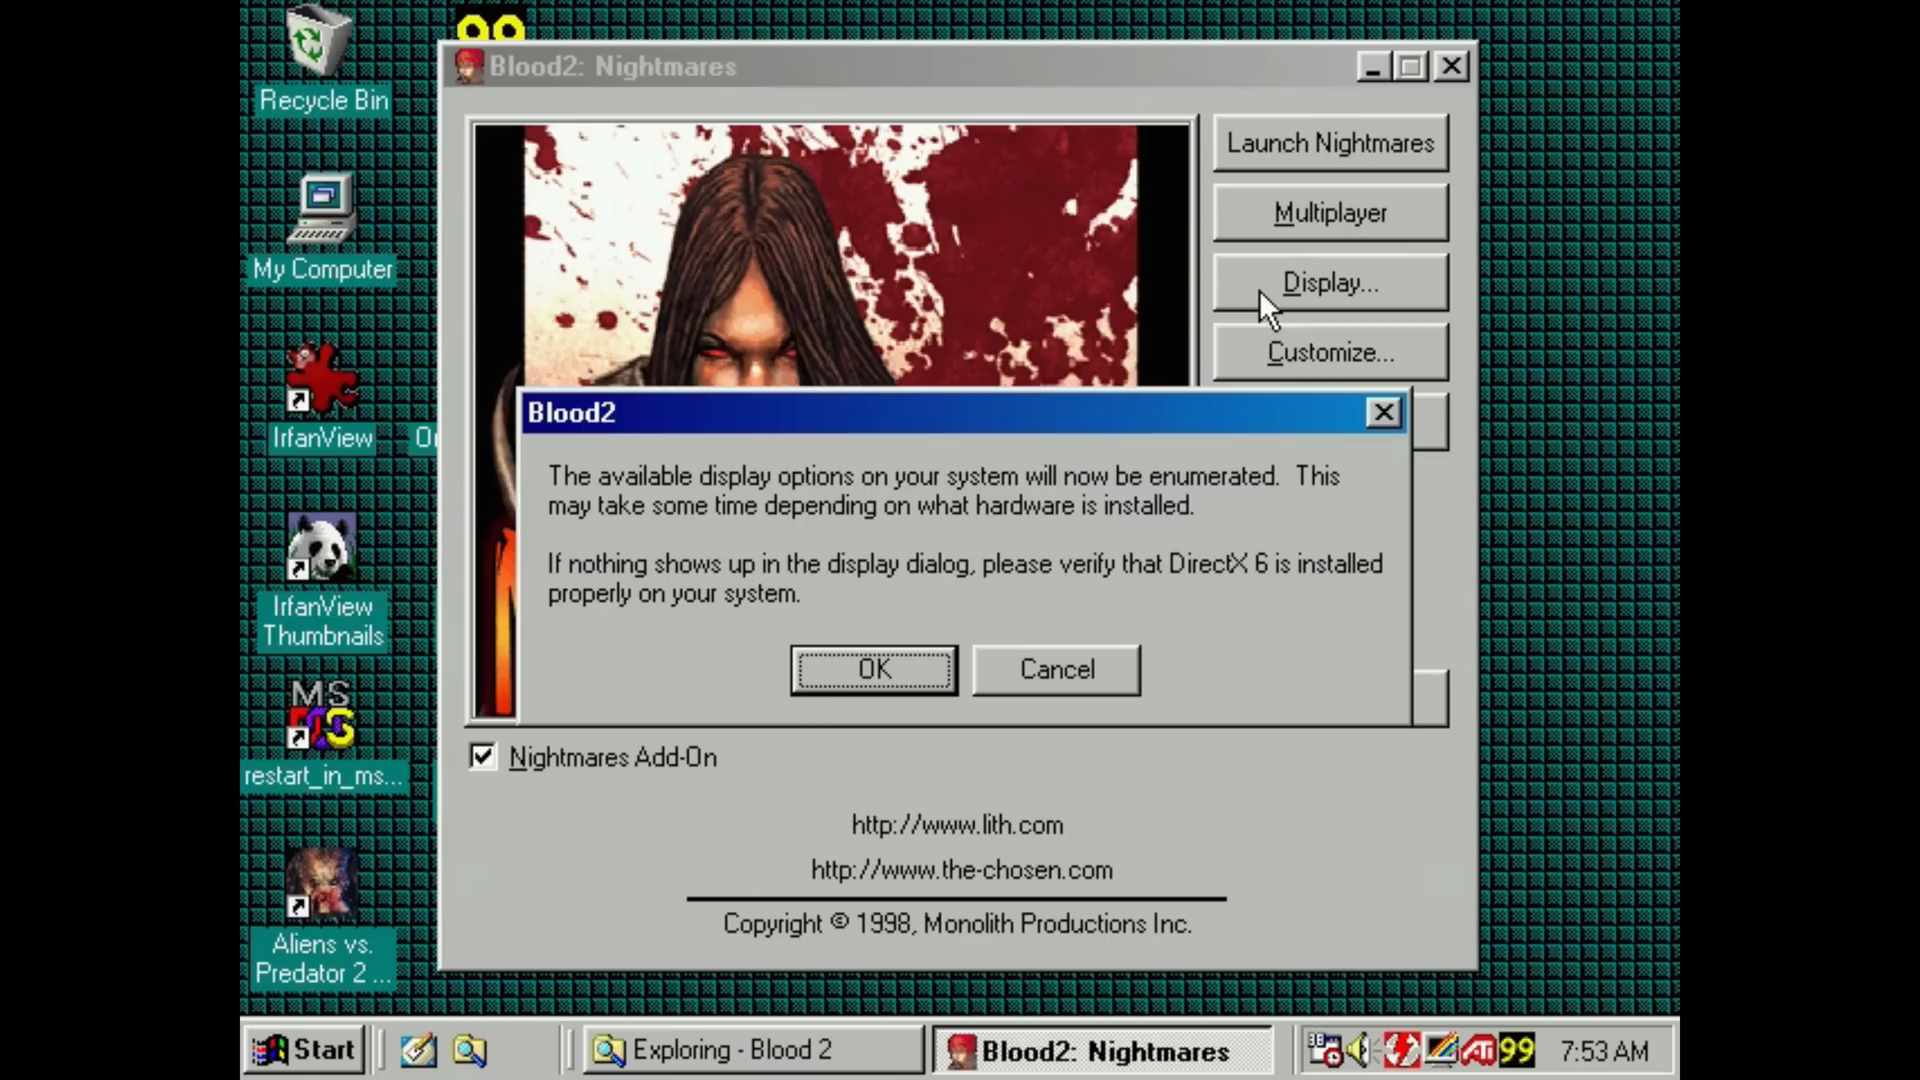 Recycle Bin
My Computer
IrfanView
IrfanView
Thumbnails
MS
restart_in_ms...
Aliens vs.
Predator 2 ...
Blood2: Nightmares
Launch Nightmares
Multiplayer
Display...
Customize...
Blood2
The available display options on your system will now be enumerated. This
may take some time depending on what hardware is installed.
If nothing shows up in the display dialog, please verify that DirectX 6 is installed
properly on your system.
OK
Cancel
Nightmares Add-On
http://www.lith.com
http://www.the-chosen.com
Copyright © 1998, Monolith Productions Inc.
Start
Exploring - Blood 2
Blood2: Nightmares
ATI
99
7:53 AM